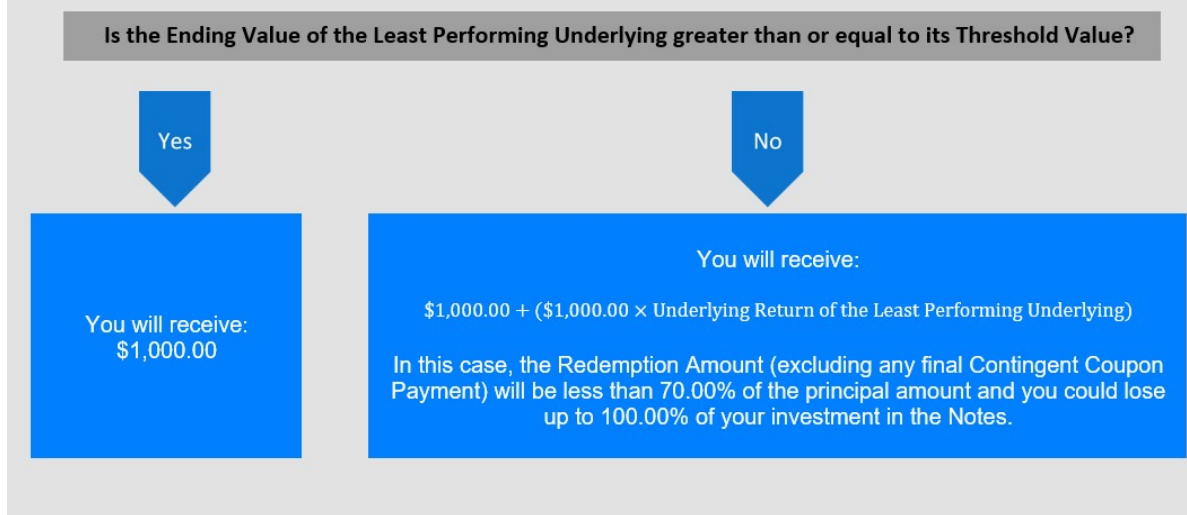 Is the Ending Value of the Least Performing Underlying greater than or equal to its Threshold Value?
Yes
No
You will receive:
$1,000.00
You will receive:
$1,000.00 + ($1,000.00 × Underlying Return of the Least Performing Underlying)
In this case, the Redemption Amount (excluding any final Contingent Coupon
Payment) will be less than 70.00% of the principal amount and you could lose
up to 100.00% of your investment in the Notes.